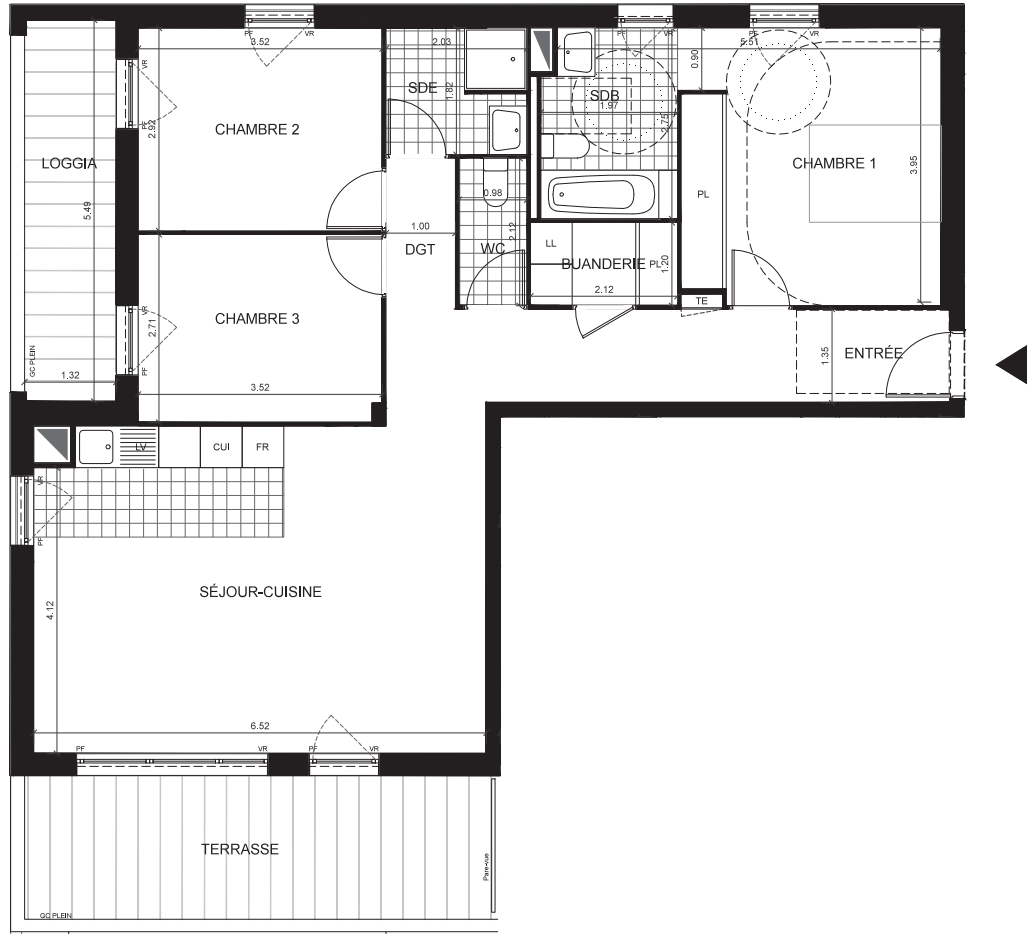 PF
VR
3.52
2.03
PF
VR
5.51
PF
VR
VR
PF
2.92
CHAMBRE 2
SDE
1.82
SDB
1.97
2.75
0.90
LOGGIA
5.49
CHAMBRE 1
3.95
PL
0.98
2.12
1.00
DGT
WC
LL
BUANDERIE
PL
1.20
2.12
TE
CHAMBRE 3
VR
PF
2.71
3.52
GC PLEIN
1.32
ENTRÉE
1.35
LV
CUI
FR
VR
PF
SÉJOUR-CUISINE
4.12
6.52
PF
VR
PF
VR
TERRASSE
Pare-vue
GC PLEIN